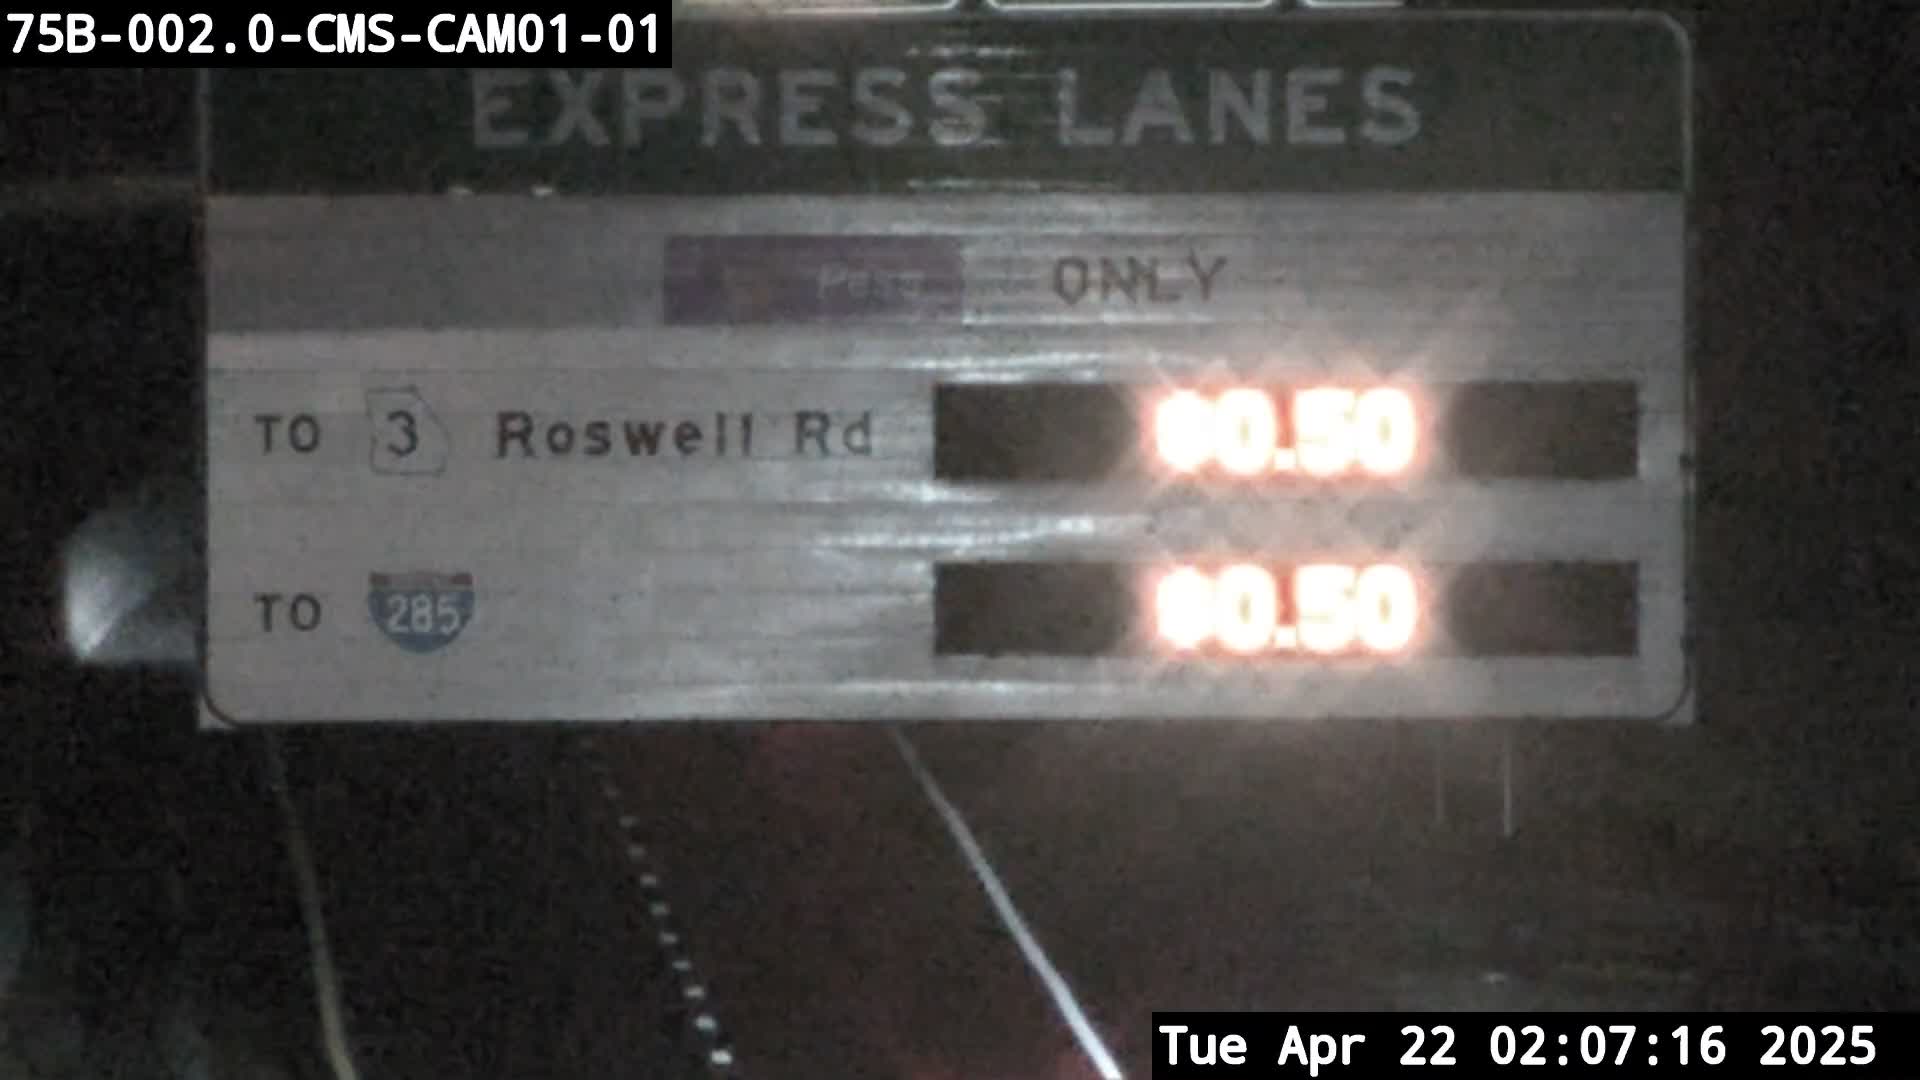 75B-002.0-CMS-CAM01-01
EXPRESS LANES
Pass ONLY
TO 3 Roswell Rd $0.50
TO 285 $0.50
Tue Apr 22 02:07:16 2025